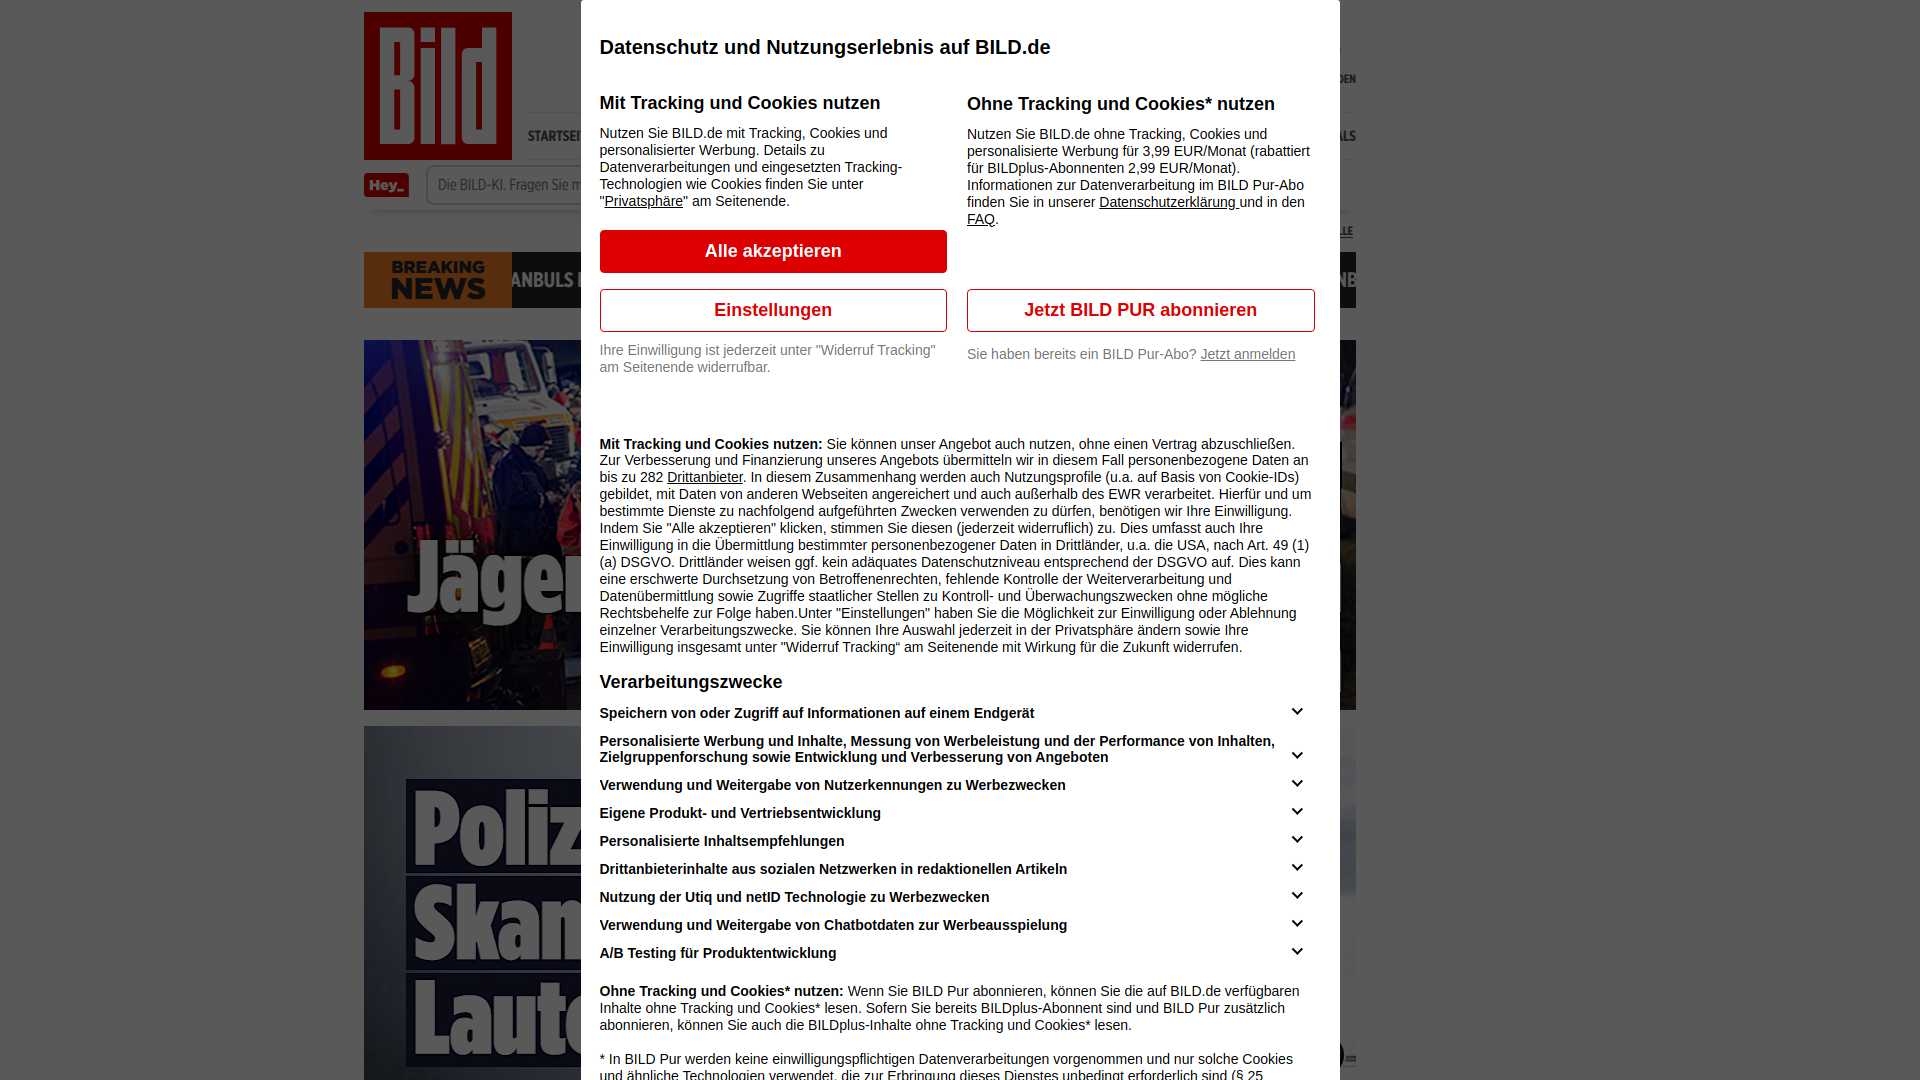 Bild
STARTSEI
Hey_
Die BILD-KI. Fragen Sie m
BREAKING
NEWS
ANBULS
Jäger
Poliz
Skan
Laute
Datenschutz und Nutzungserlebnis auf BILD.de
Mit Tracking und Cookies nutzen
Nutzen Sie BILD.de mit Tracking, Cookies und
personalisierter Werbung. Details zu
Datenverarbeitungen und eingesetzten Tracking-
Technologien wie Cookies finden Sie unter
"Privatsphäre" am Seitenende.
Alle akzeptieren
Einstellungen
Ihre Einwilligung ist jederzeit unter "Widerruf Tracking"
am Seitenende widerrufbar.
Ohne Tracking und Cookies* nutzen
Nutzen Sie BILD.de ohne Tracking, Cookies und
personalisierte Werbung für 3,99 EUR/Monat (rabattiert
für BILDplus-Abonnenten 2,99 EUR/Monat).
Informationen zur Datenverarbeitung im BILD Pur-Abo
finden Sie in unserer Datenschutzerklärung und in den
FAQ.
Jetzt BILD PUR abonnieren
Sie haben bereits ein BILD Pur-Abo? Jetzt anmelden
Mit Tracking und Cookies nutzen: Sie können unser Angebot auch nutzen, ohne einen Vertrag abzuschließen.
Zur Verbesserung und Finanzierung unseres Angebots übermitteln wir in diesem Fall personenbezogene Daten an
bis zu 282 Drittanbieter. In diesem Zusammenhang werden auch Nutzungsprofile (u.a. auf Basis von Cookie-IDs)
gebildet, mit Daten von anderen Webseiten angereichert und auch außerhalb des EWR verarbeitet. Hierfür und um
bestimmte Dienste zu nachfolgend aufgeführten Zwecken verwenden zu dürfen, benötigen wir Ihre Einwilligung.
Indem Sie "Alle akzeptieren" klicken, stimmen Sie diesen (jederzeit widerruflich) zu. Dies umfasst auch Ihre
Einwilligung in die Übermittlung bestimmter personenbezogener Daten in Drittländer, u.a. die USA, nach Art. 49 (1)
(a) DSGVO. Drittländer weisen ggf. kein adäquates Datenschutzniveau entsprechend der DSGVO auf. Dies kann
eine erschwerte Durchsetzung von Betroffenenrechten, fehlende Kontrolle der Weiterverarbeitung und
Datenübermittlung sowie Zugriffe staatlicher Stellen zu Kontroll- und Überwachungszwecken ohne mögliche
Rechtsbehelfe zur Folge haben.Unter "Einstellungen" haben Sie die Möglichkeit zur Einwilligung oder Ablehnung
einzelner Verarbeitungszwecke. Sie können Ihre Auswahl jederzeit in der Privatsphäre ändern sowie Ihre
Einwilligung insgesamt unter "Widerruf Tracking" am Seitenende mit Wirkung für die Zukunft widerrufen.
Verarbeitungszwecke
Speichern von oder Zugriff auf Informationen auf einem Endgerät
Personalisierte Werbung und Inhalte, Messung von Werbeleistung und der Performance von Inhalten,
Zielgruppenforschung sowie Entwicklung und Verbesserung von Angeboten
Verwendung und Weitergabe von Nutzerkennungen zu Werbezwecken
Eigene Produkt- und Vertriebsentwicklung
Personalisierte Inhaltsempfehlungen
Drittanbieterinhalte aus sozialen Netzwerken in redaktionellen Artikeln
Nutzung der Utiq und netID Technologie zu Werbezwecken
Verwendung und Weitergabe von Chatbotdaten zur Werbeausspielung
A/B Testing für Produktentwicklung
Ohne Tracking und Cookies* nutzen: Wenn Sie BILD Pur abonnieren, können Sie die auf BILD.de verfügbaren
Inhalte ohne Tracking und Cookies* lesen. Sofern Sie bereits BILDplus-Abonnent sind und BILD Pur zusätzlich
abonnieren, können Sie auch die BILDplus-Inhalte ohne Tracking und Cookies* lesen.
* In BILD Pur werden keine einwilligungspflichtigen Datenverarbeitungen vorgenommen und nur solche Cookies
und ähnliche Technologien verwendet, die zur Erbringung dieses Dienstes unbedingt erforderlich sind (§ 25
DEN
ALS
LLE
NB